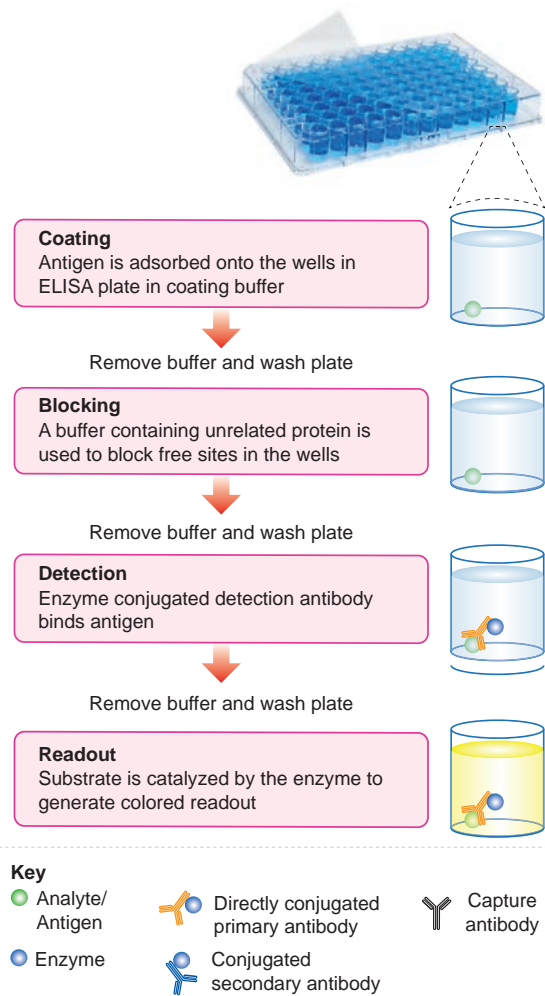 Coating
Antigen is adsorbed onto the wells in
ELISA plate in coating buffer
Remove buffer and wash plate
Blocking
A buffer containing unrelated protein is
used to block free sites in the wells
Remove buffer and wash plate
Detection
Enzyme conjugated detection antibody
binds antigen
Remove buffer and wash plate
Readout
Substrate is catalyzed by the enzyme to
generate colored readout
Key
Analyte/
Antigen
Enzyme
Directly conjugated
primary antibody
Conjugated
secondary antibody
Capture
antibody